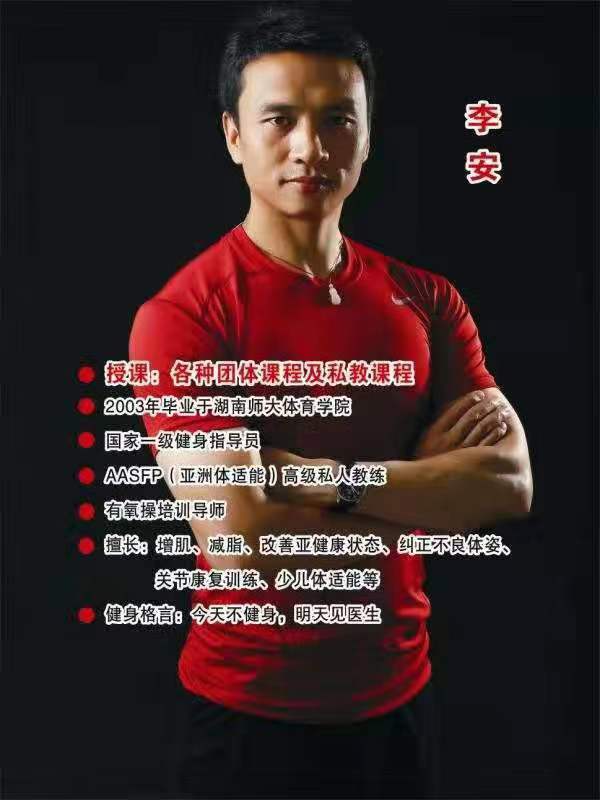 李
安
授课：各种团体课程及私教课程
2003年毕业于湖南师大体育学院
国家一级健身指导员
AASFP（亚洲体适能）高级私人教练
有氧操培训导师
擅长：增肌、减脂、改善亚健康状态、纠正不良体姿、
关节康复训练、少儿体适能等
健身格言：今天不健身，明天见医生